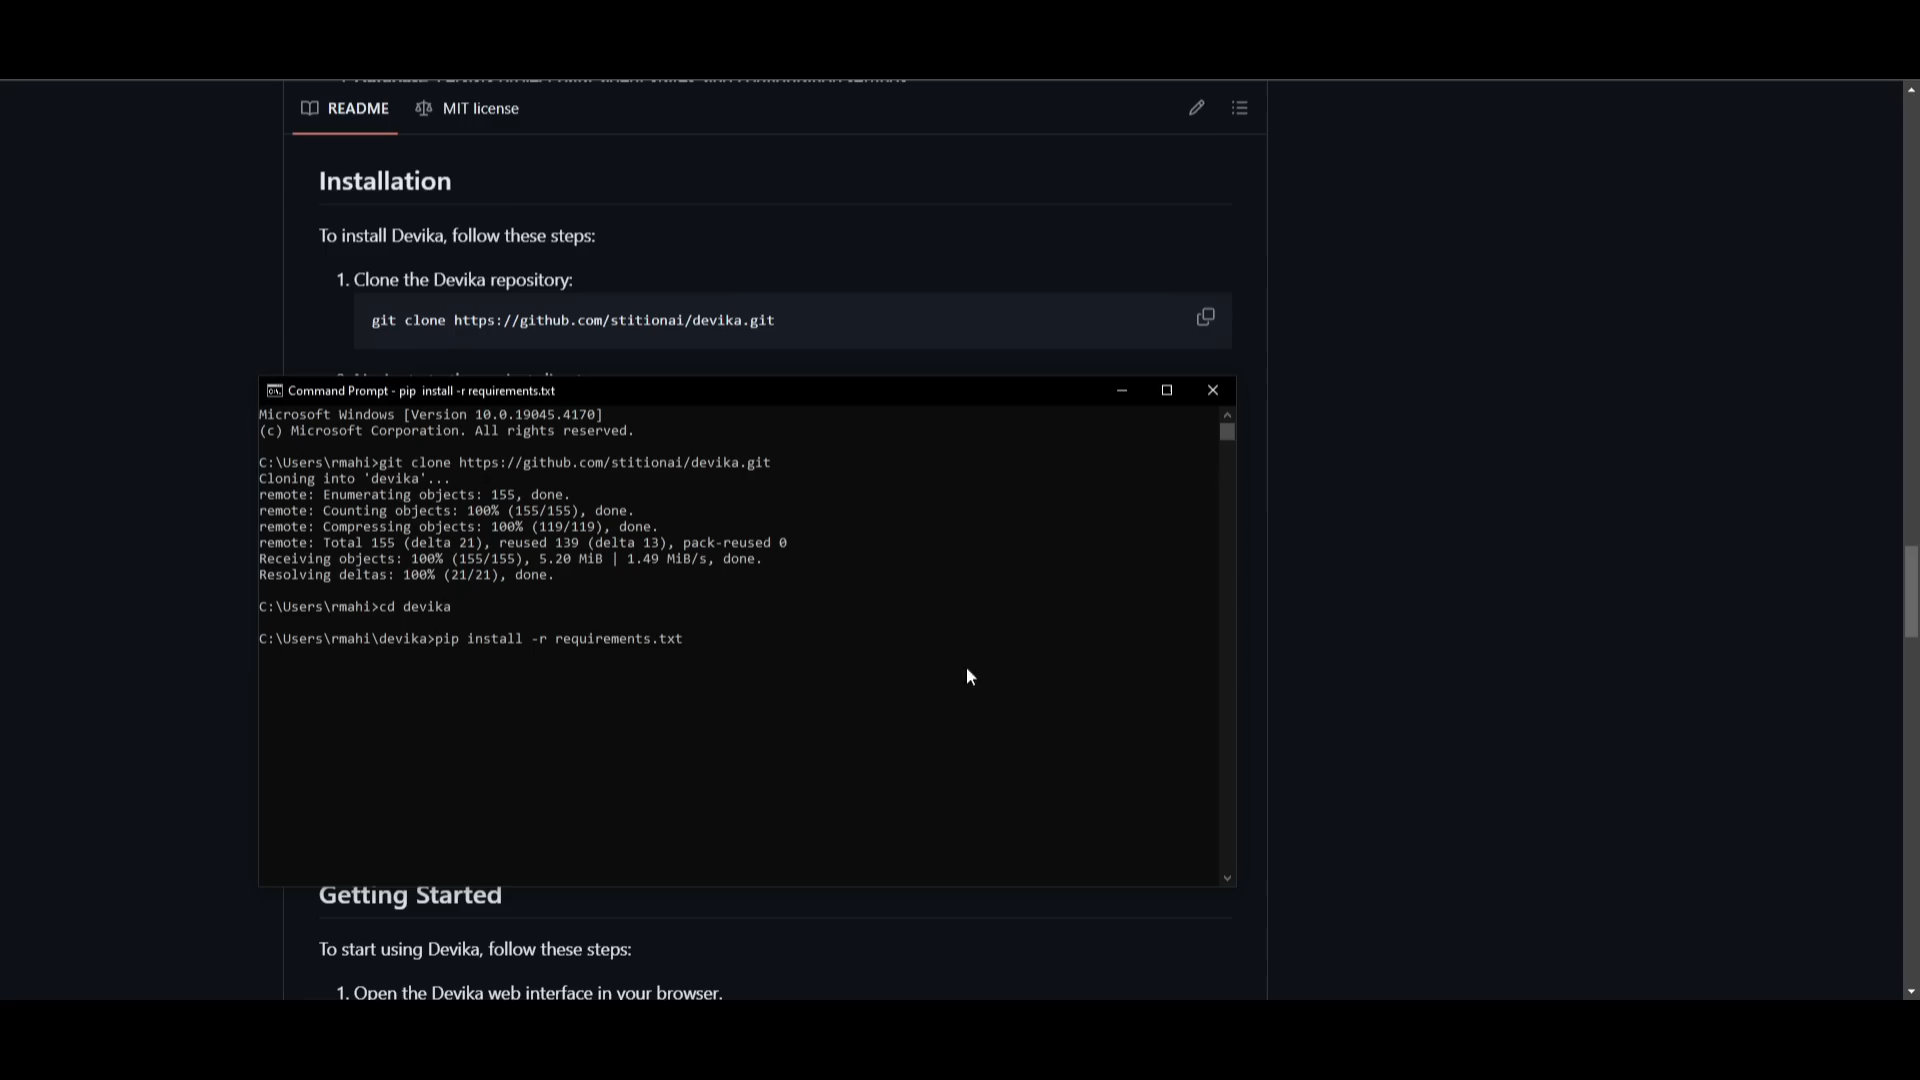 README MIT license
Installation
To install Devika, follow these steps:
1. Clone the Devika repository:
git clone https://github.com/stitionai/devika.git
Command Prompt - pip  install -r requirements.txt
Microsoft Windows [Version 10.0.19045.4170]
(c) Microsoft Corporation. All rights reserved.
C:\Users\rmahi>git clone https://github.com/stitionai/devika.git
Cloning into 'devika'...
remote: Enumerating objects: 155, done.
remote: Counting objects: 100% (155/155), done.
remote: Compressing objects: 100% (119/119), done.
remote: Total 155 (delta 21), reused 139 (delta 13), pack-reused 0
Receiving objects: 100% (155/155), 5.20 MiB | 1.49 MiB/s, done.
Resolving deltas: 100% (21/21), done.
C:\Users\rmahi>cd devika
C:\Users\rmahi\devika>pip install -r requirements.txt
Getting Started
To start using Devika, follow these steps:
1. Open the Devika web interface in your browser.